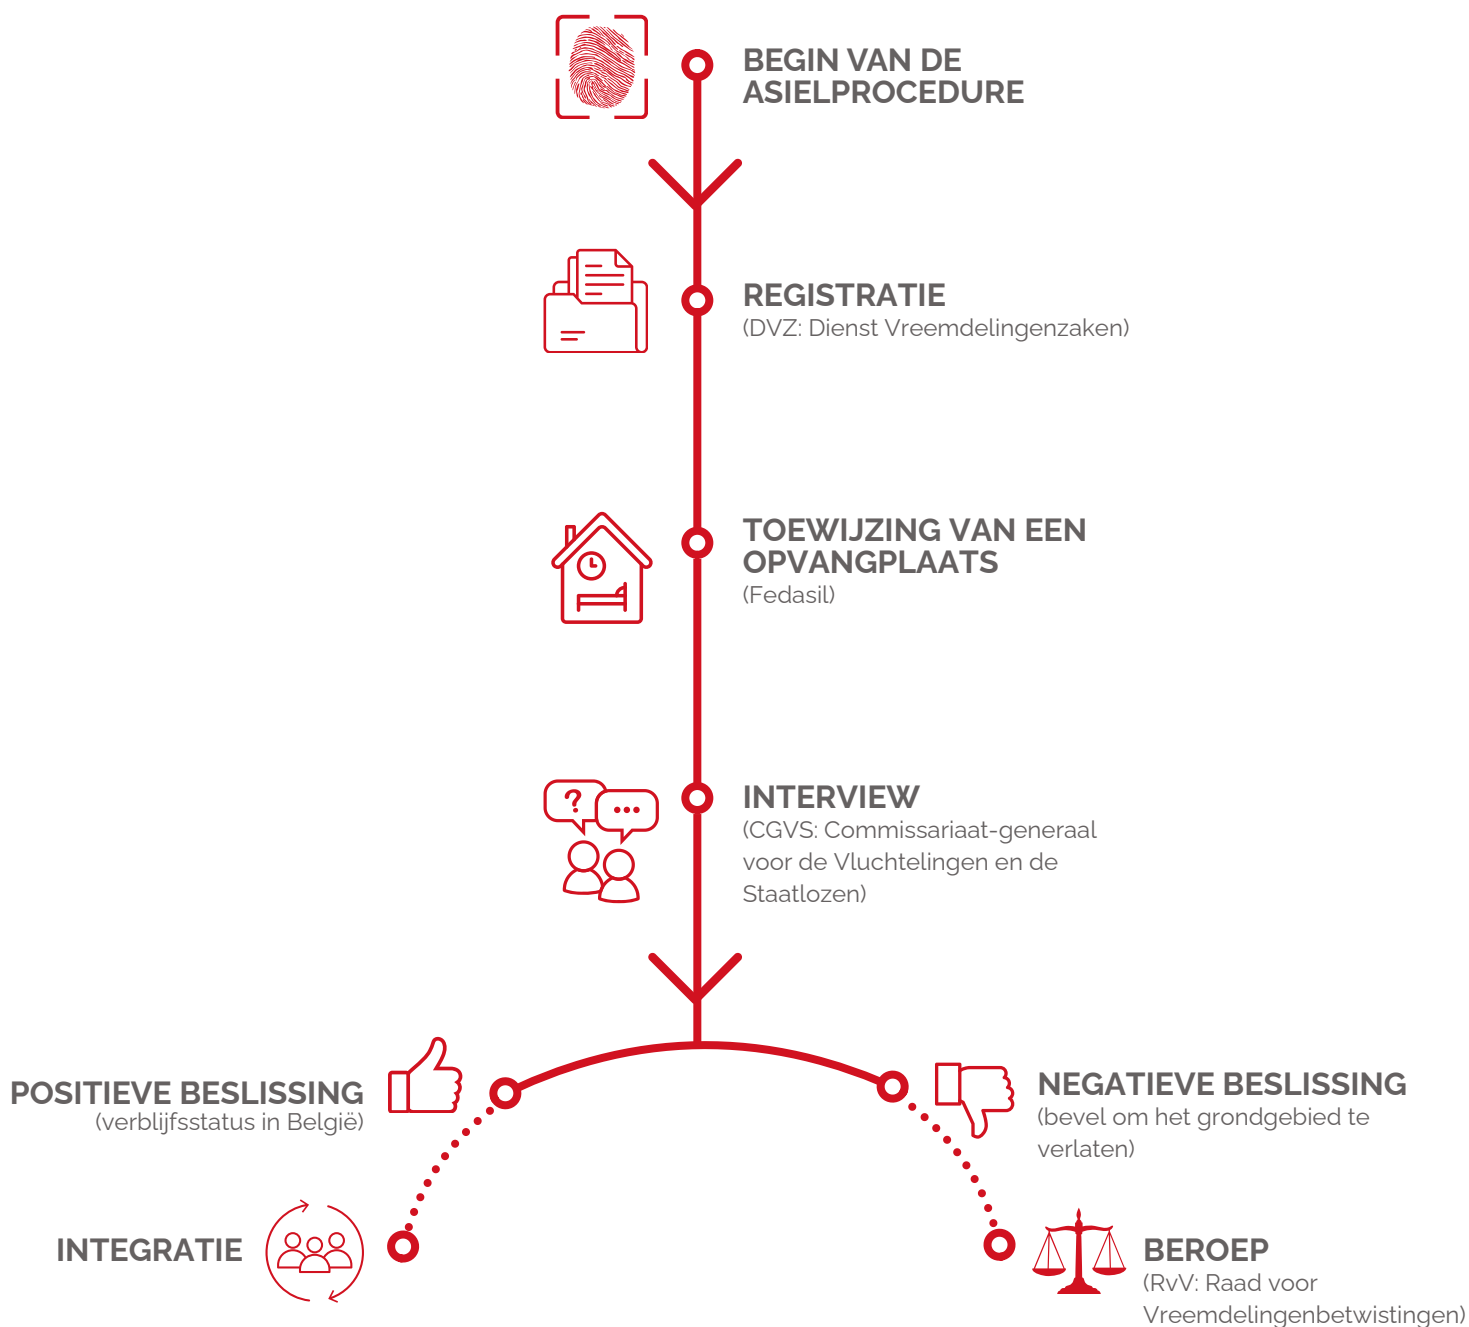 BEGIN VAN DE
ASIELPROCEDURE
REGISTRATIE
(DVZ: Dienst Vreemdelingenzaken)
TOEWIJZING VAN EEN
OPVANGPLAATS
(Fedasil)
?
INTERVIEW
(CGVS: Commissariaat-generaal
voor de Vluchtelingen en de
Staatlozen)
POSITIEVE BESLISSING
(verblijfsstatus in België)
NEGATIEVE BESLISSING
(bevel om het grondgebied te
verlaten)
INTEGRATIE
BEROEP
(RvV: Raad voor
Vreemdelingenbetwistingen)